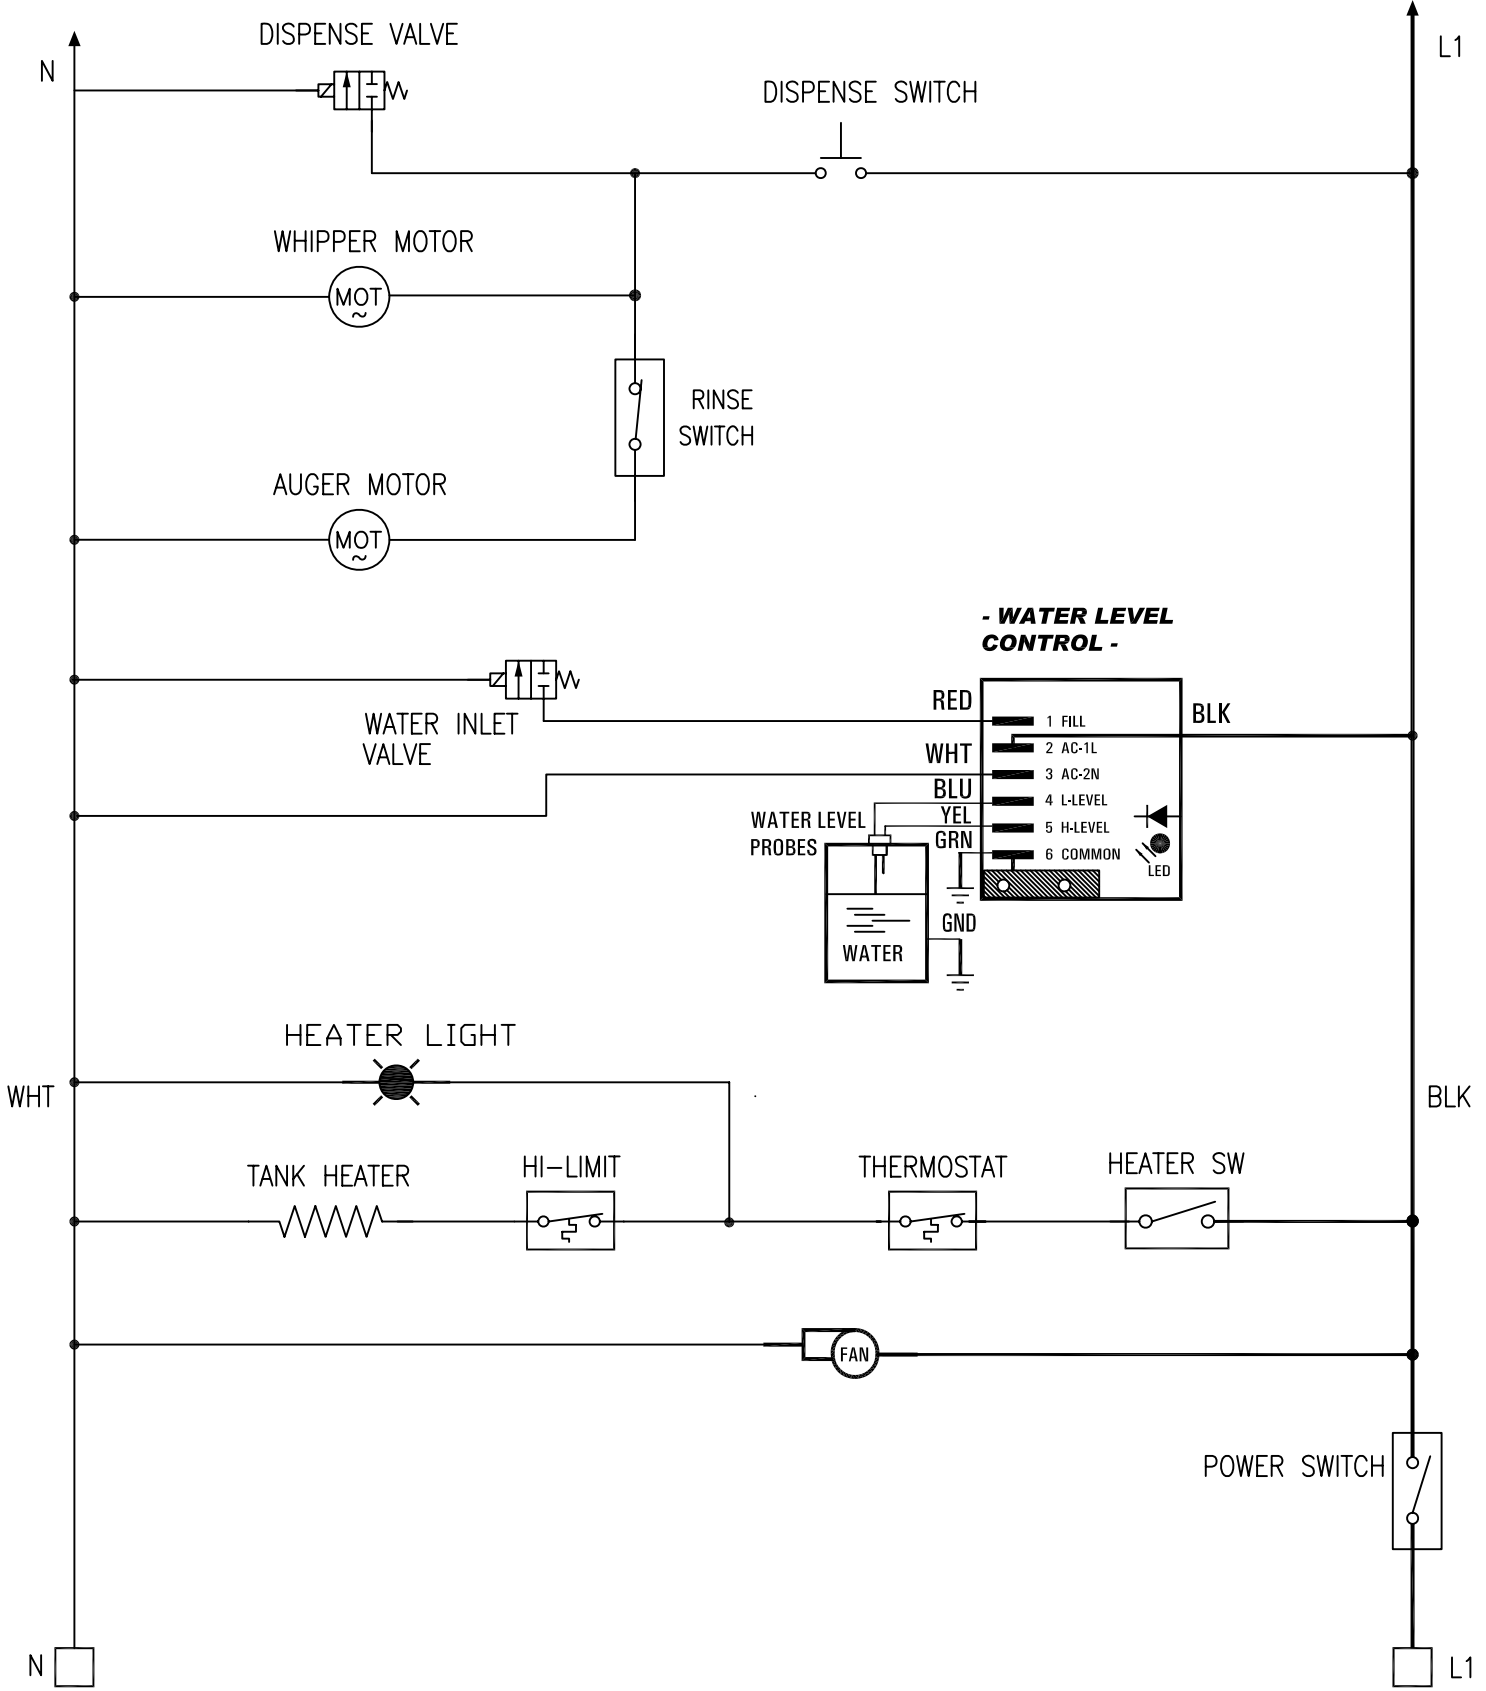 DISPENSE VALVE
L1
N
DISPENSE SWITCH
WHIPPER MOTOR
MOT
~
RINSE
SWITCH
AUGER MOTOR
MOT
~
- WATER LEVEL
CONTROL -
RED
1 FILL
BLK
WATER INLET
VALVE
WHT
2 AC-1L
3 AC-2N
BLU
4 L-LEVEL
WATER LEVEL
PROBES
YEL
5 H-LEVEL
GRN
6 COMMON
LED
GND
WATER
HEATER LIGHT
WHT
BLK
TANK HEATER
HI-LIMIT
THERMOSTAT
HEATER SW
FAN
POWER SWITCH
N
L1